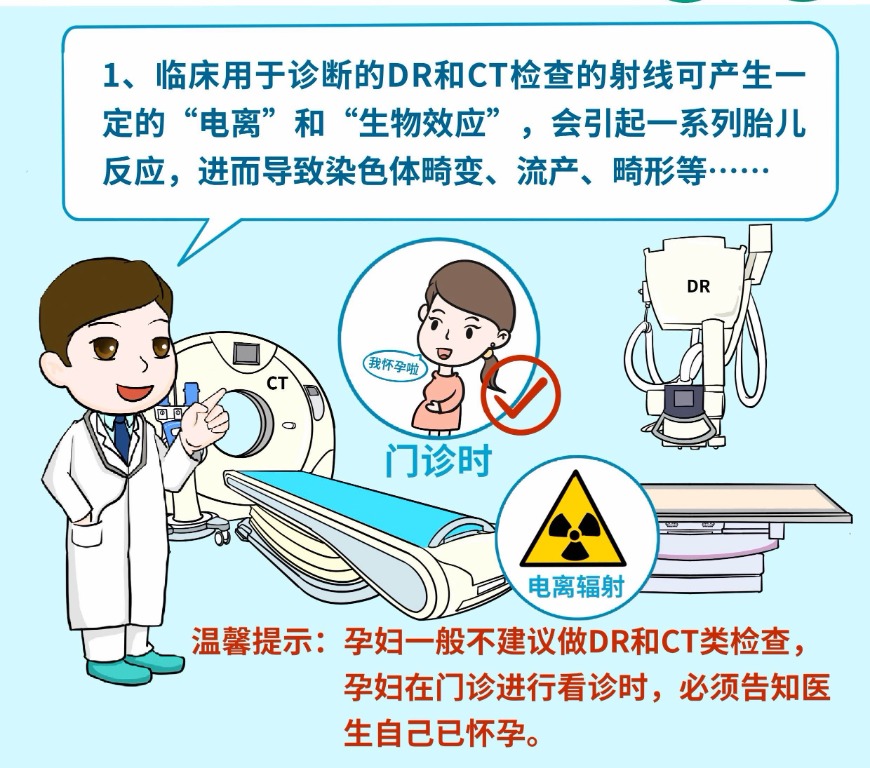 1、临床用于诊断的DR和CT检查的射线可产生一
定的“电离”和“生物效应”，会引起一系列胎儿
反应，进而导致染色体畸变、流产、畸形等……
DR
CT
我怀孕啦
门诊时
电离辐射
温馨提示：孕妇一般不建议做DR和CT类检查，
孕妇在门诊进行看诊时，必须告知医
生自己已怀孕。